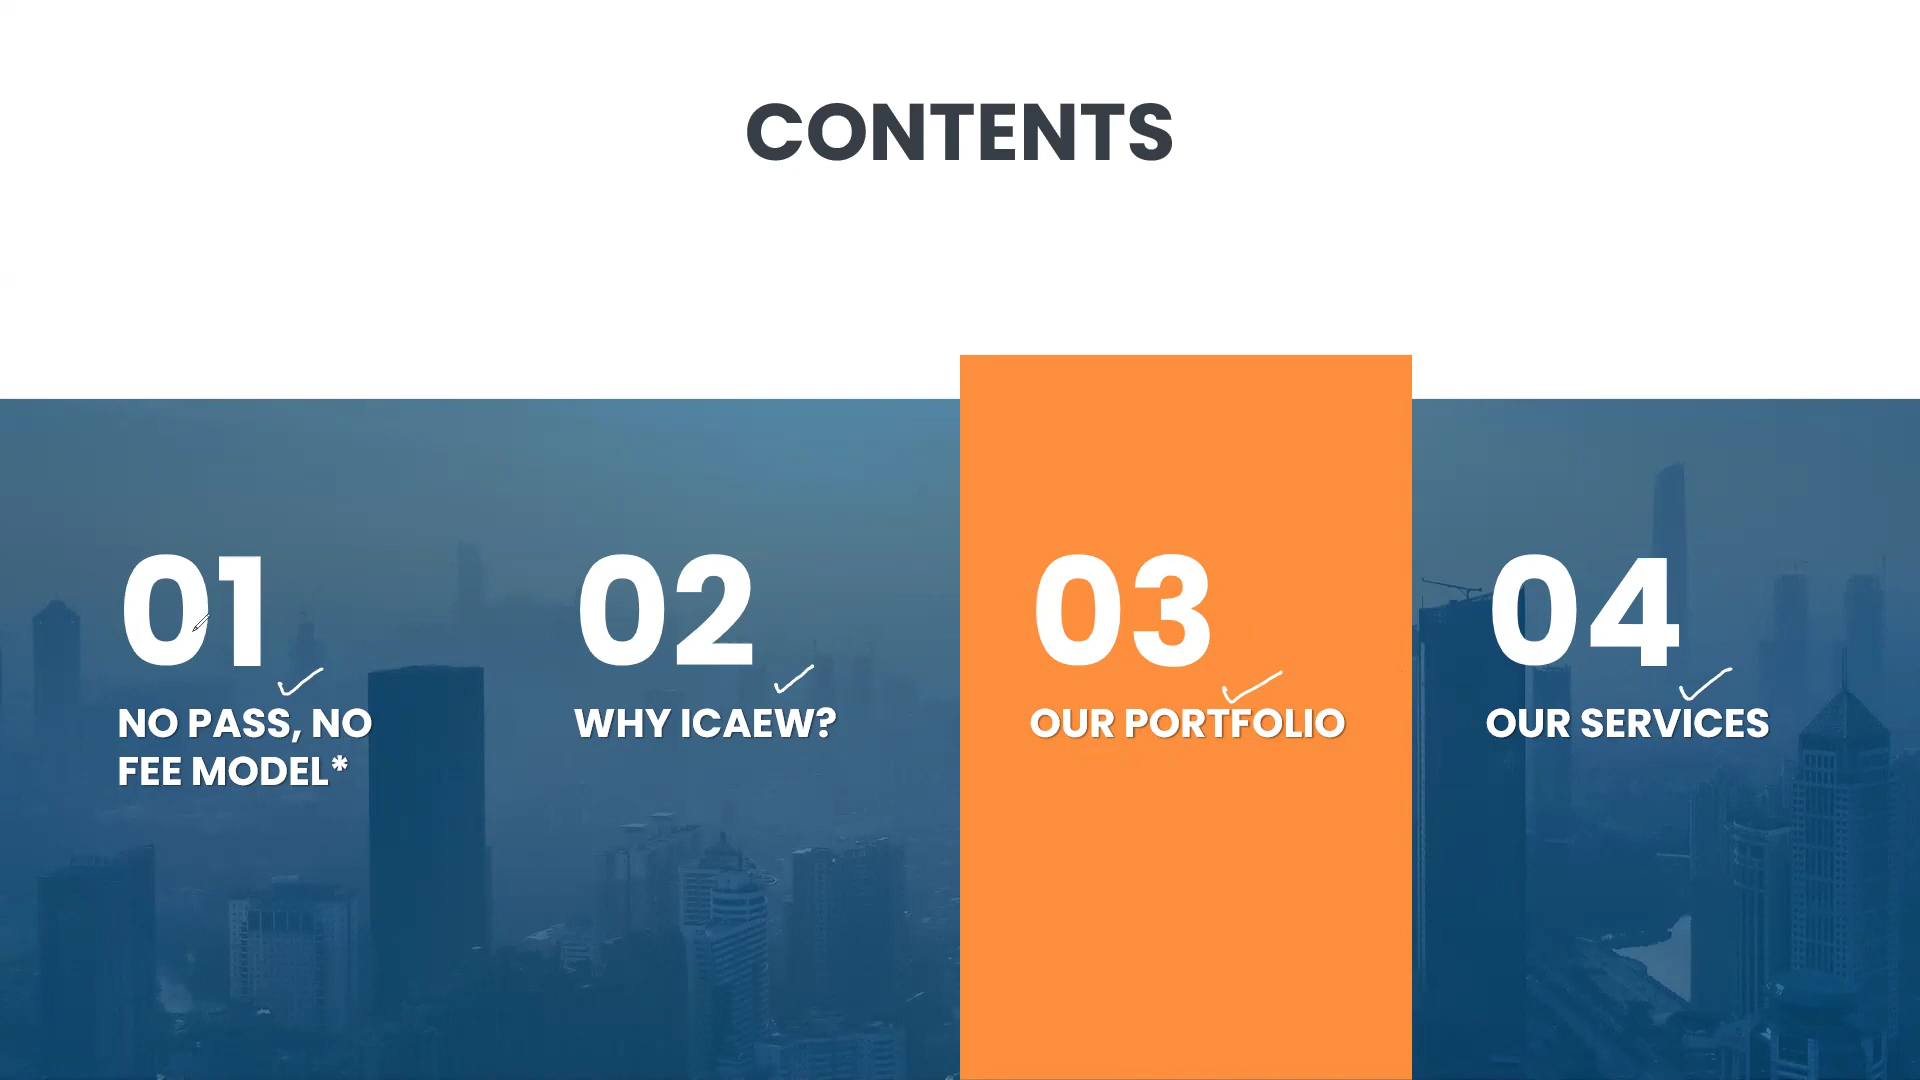 CONTENTS
01
NO PASS, NO
FEE MODEL*
02
WHY ICAEW?
03
OUR PORTFOLIO
04
OUR SERVICES